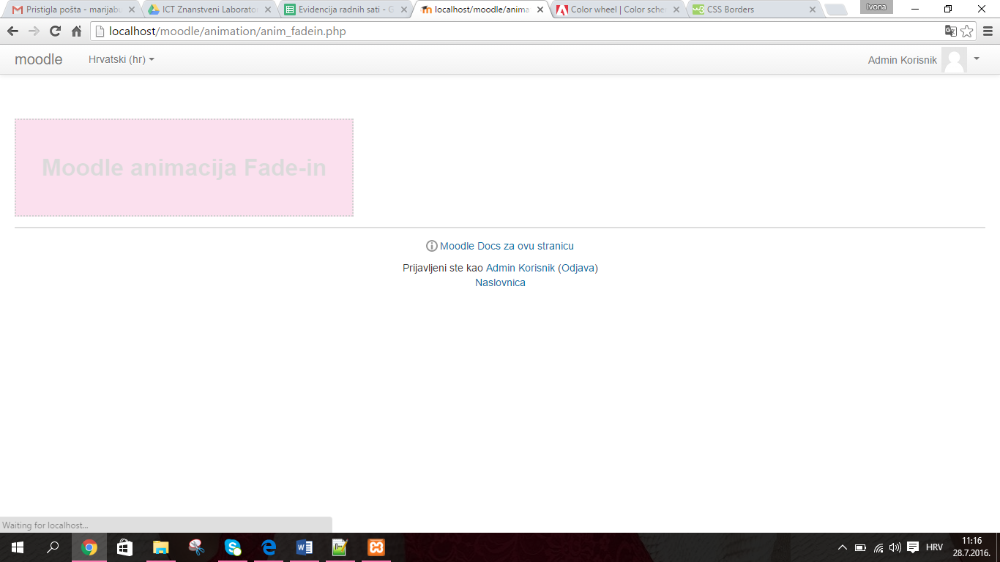 Pristigla pošta - marijabu
ICT Znanstveni Laborato
Evidencija radnih sati - G
localhost/moodle/anima
Color wheel | Color sche
CSS Borders
Ivona
localhost/moodle/animation/anim_fadein.php
moodle
Hrvatski (hr)
Admin Korisnik
Moodle animacija Fade-in
Moodle Docs za ovu stranicu
Prijavljeni ste kao Admin Korisnik (Odjava)
Naslovnica
Waiting for localhost...
HRV
11:16
28.7.2016.